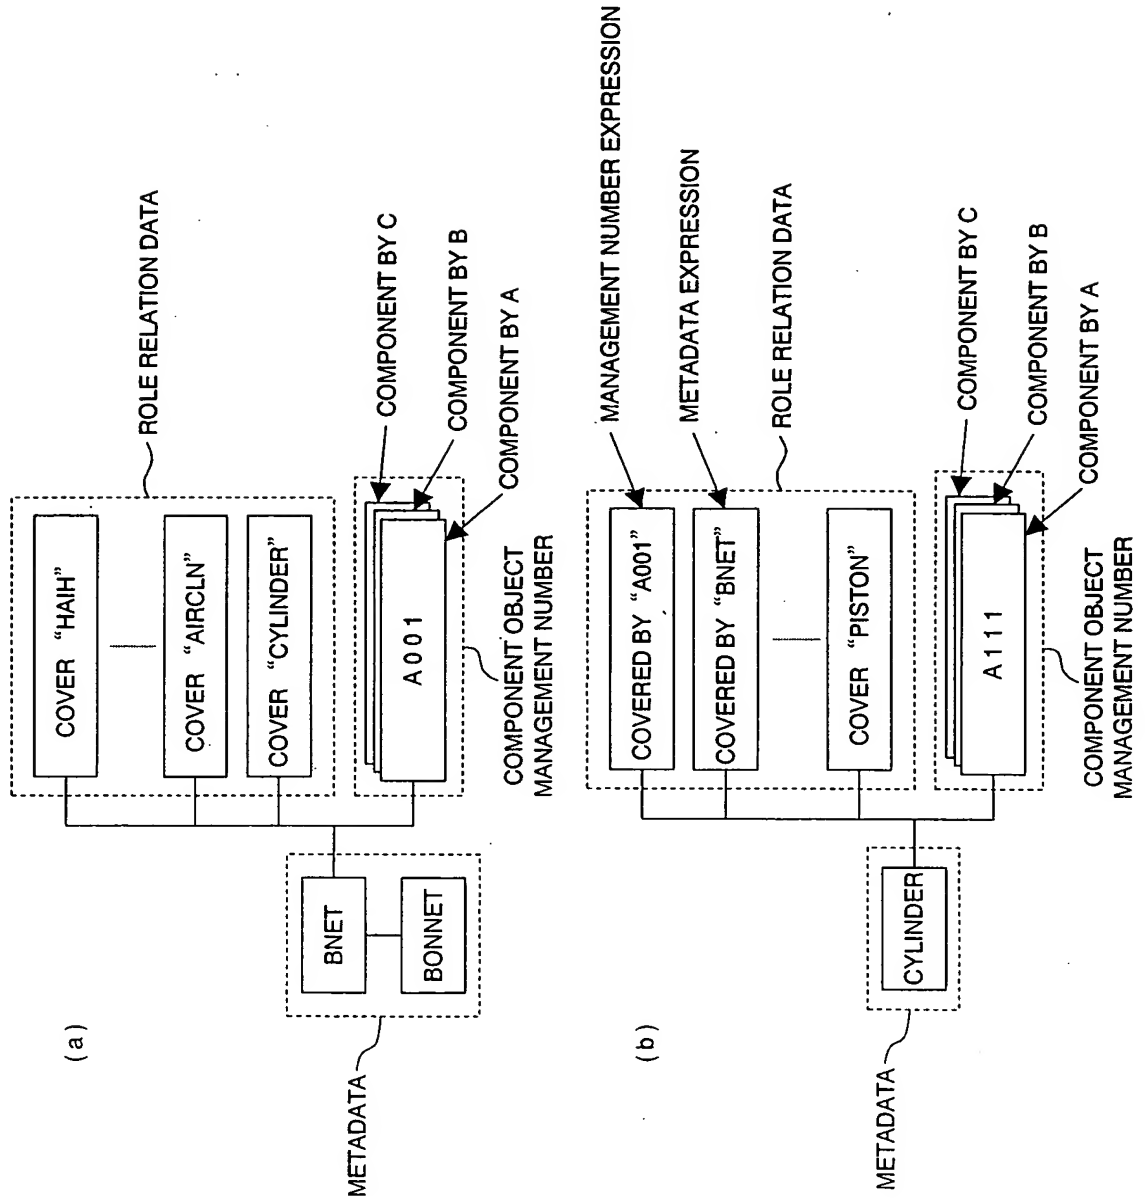 (a)
ROLE RELATION DATA
COVER "HAIH"
COVER "AIRCLN"
COVER "CYLINDER"
COMPONENT BY C
COMPONENT BY B
COMPONENT BY A
A001
COMPONENT OBJECT
MANAGEMENT NUMBER
BNET
BONNET
METADATA
(b)
MANAGEMENT NUMBER EXPRESSION
METADATA EXPRESSION
ROLE RELATION DATA
COVERED BY "A001"
COVERED BY "BNET"
COVER "PISTON"
COMPONENT BY C
COMPONENT BY B
COMPONENT BY A
A111
COMPONENT OBJECT
MANAGEMENT NUMBER
CYLINDER
METADATA